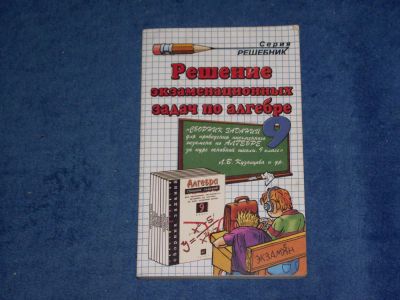 Серия
РЕШЕБНИК
Решение
экзаменационных
задач по алгебре
9
«СБОРНИК ЗАДАНИЙ
для проведения письменного
экзамена по АЛГЕБРЕ
за курс основной школы. 9 класс»
Л.В. Кузнецова и др.
Алгебра
9
ЭКЗАМЕН